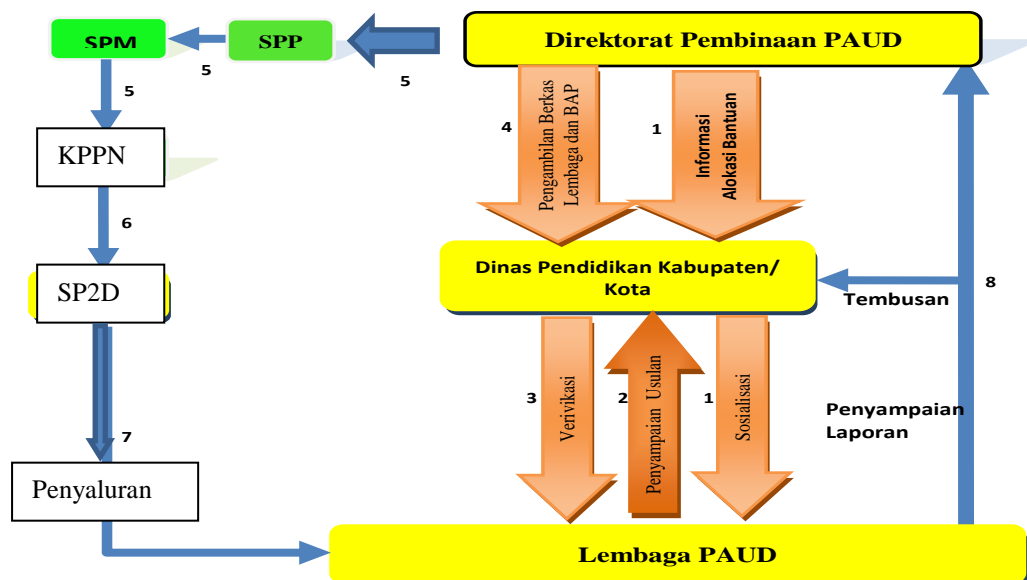 SPM
SPP
Direktorat Pembinaan PAUD
5
5
5
4
Pengambilan Berkas
Lembaga dan BAP
1
Informasi
Alokasi Bantuan
KPPN
6
SP2D
Dinas Pendidikan Kabupaten/
Kota
Tembusan
8
3
Verivikasi
2
Penyampaian Usulan
1
Sosialisasi
Penyampaian
Laporan
7
Penyaluran
Lembaga PAUD